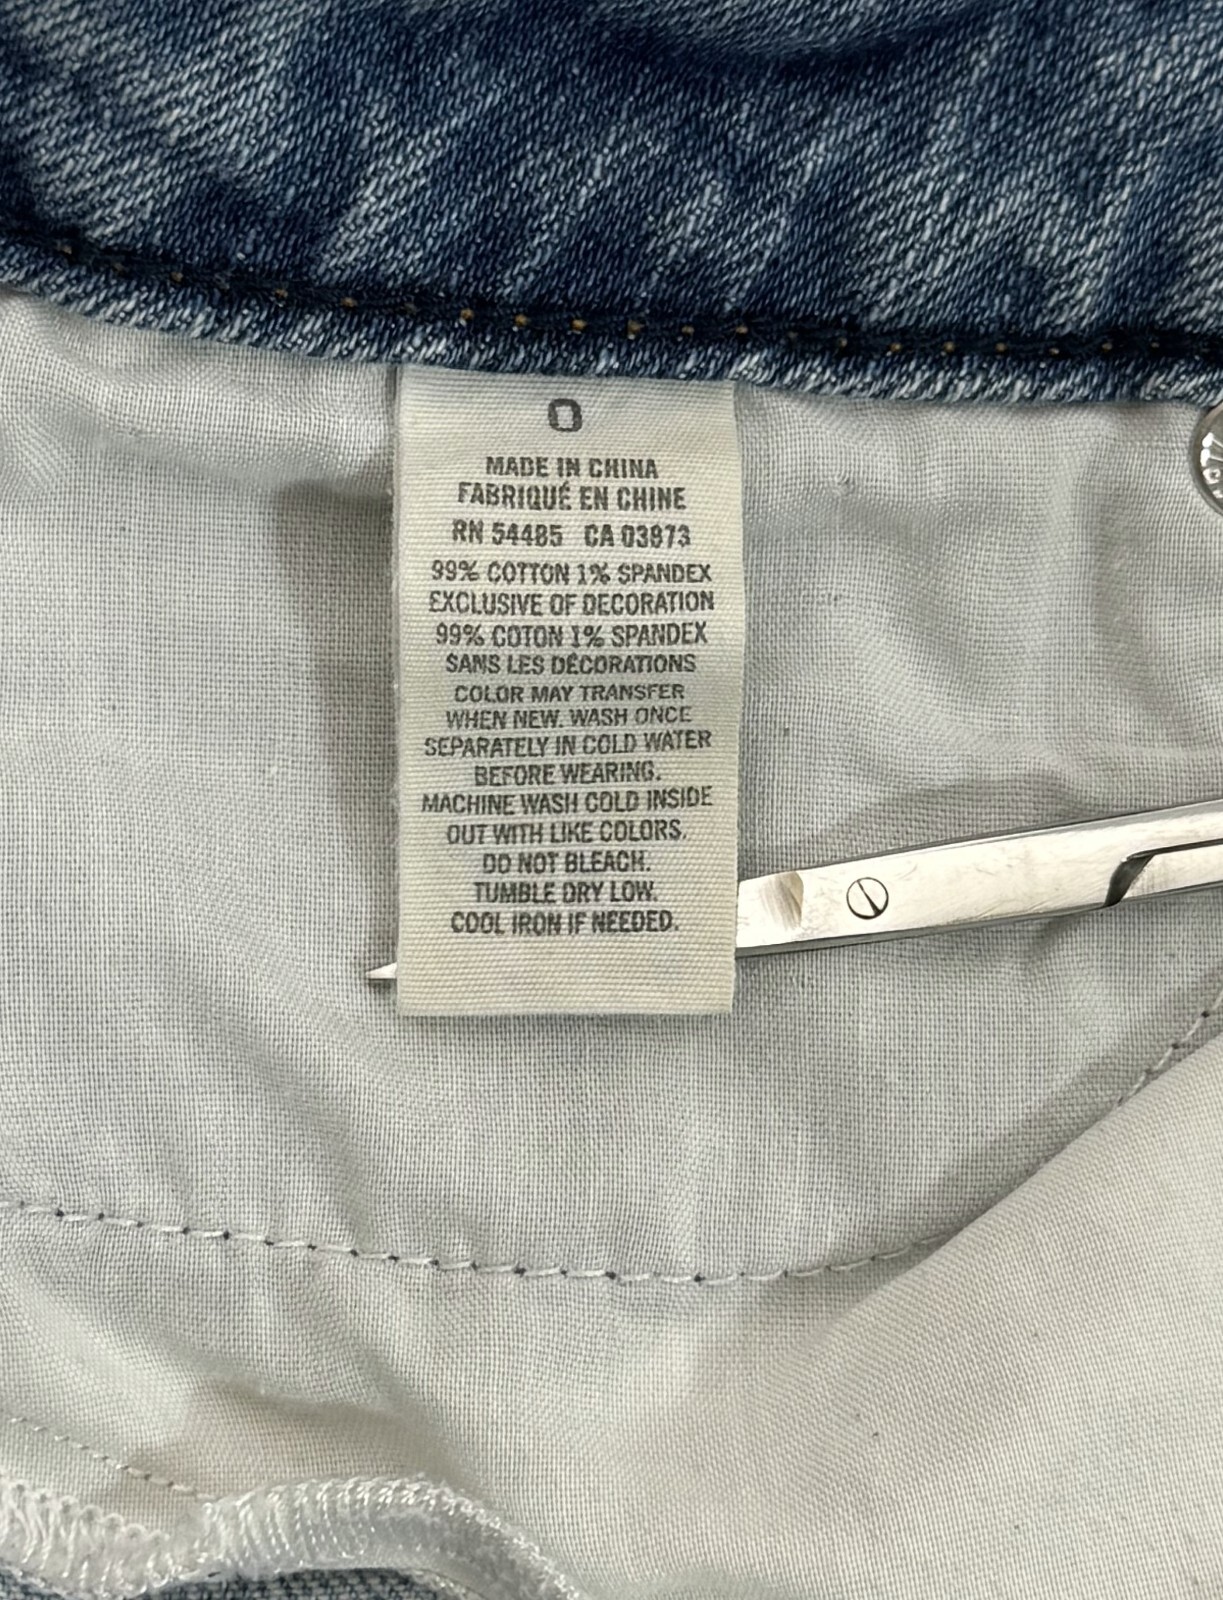 0
MADE IN CHINA
FABRIQUÉ EN CHINE
RN 54485 CA 03873
99% COTTON 1% SPANDEX
EXCLUSIVE OF DECORATION
99% COTON 1% SPANDEX
SANS LES DÉCORATIONS
COLOR MAY TRANSFER
WHEN NEW. WASH ONCE
SEPARATELY IN COLD WATER
BEFORE WEARING.
MACHINE WASH COLD INSIDE
OUT WITH LIKE COLORS.
DO NOT BLEACH.
TUMBLE DRY LOW.
COOL IRON IF NEEDED.